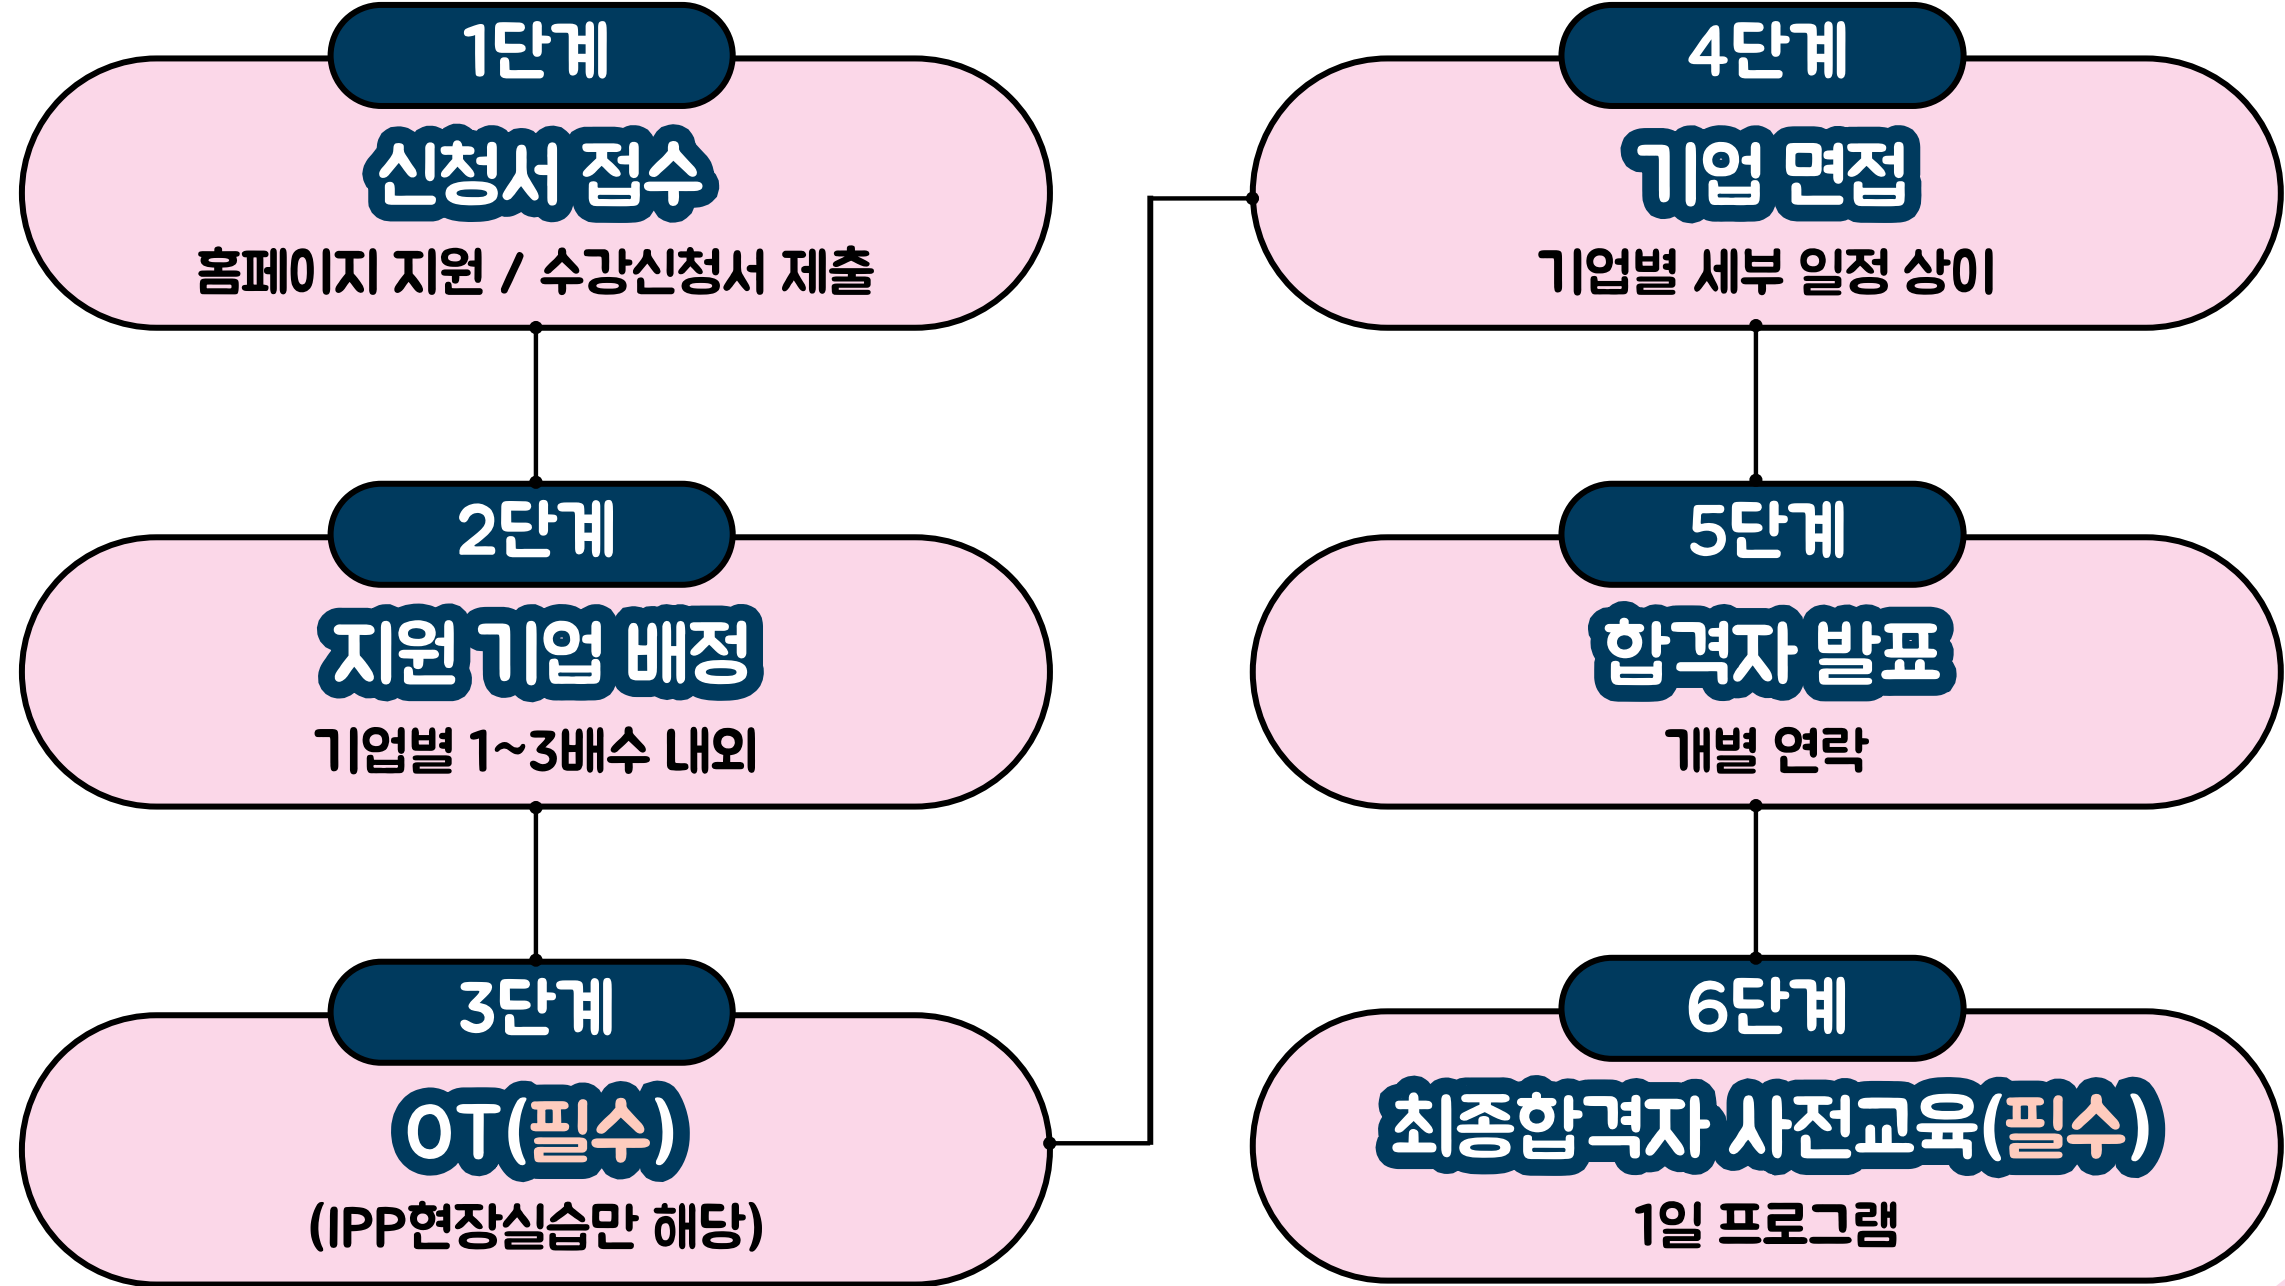 1단계
신청서 접수
홈페이지 지원 / 수강신청서 제출
2단계
지원 기업 배정
기업별 1~3배수 내외
3단계
OT(필수)
(IPP현장실습만 해당)
4단계
기업 면접
기업별 세부 일정 상이
5단계
합격자 발표
개별 연락
6단계
최종합격자 사전교육(필수)
1일 프로그램